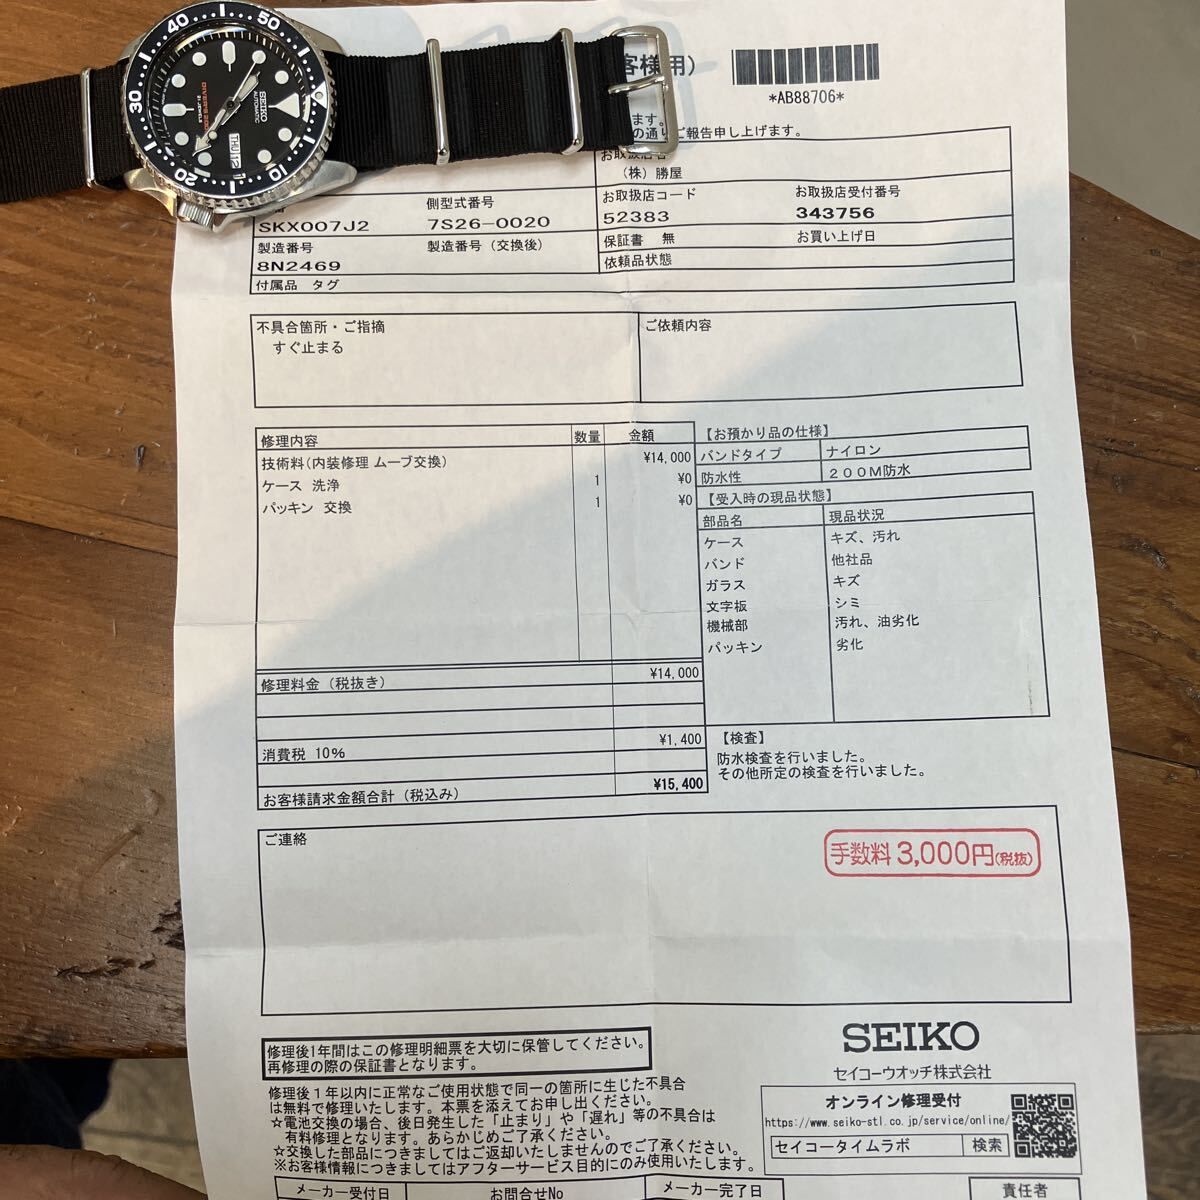 40
50
30
20
10
SEIKO
AUTOMATIC
DIVER'S 200m
21 JEWELS
THU 12
客様用)
*AB88706*
ます。
の通りご報告申し上げます。
お取扱店名
(株) 勝屋
側型式番号
お取扱店コード
お取扱店受付番号
SKX007J2
7S26-0020
52383
343756
製造番号
製造番号(交換後)
保証書 無
お買い上げ日
8N2469
依頼品状態
付属品 タグ
不具合箇所・ご指摘
すぐ止まる
ご依頼内容
修理内容
数量
金額
技術料(内装修理 ムーブ交換)
¥14,000
ケース 洗浄
1
¥0
パッキン 交換
1
¥0
修理料金(税抜き)
¥14,000
消費税 10%
¥1,400
お客様請求金額合計(税込み)
¥15,400
【お預かり品の仕様】
バンドタイプ
ナイロン
防水性
200M防水
【受入時の現品状態】
部品名
現品状況
ケース
キズ、汚れ
バンド
他社品
ガラス
キズ
文字板
シミ
機械部
汚れ、油劣化
パッキン
劣化
【検査】
防水検査を行いました。
その他所定の検査を行いました。
ご連絡
手数料 3,000円(税抜)
修理後1年間はこの修理明細票を大切に保管してください。
再修理の際の保証書となります。
修理後1年以内に正常なご使用状態で同一の箇所に生じた不具合
は無料で修理いたします。本票を添えてお申し出ください。
☆電池交換の場合、後日発生した「止まり」や「遅れ」等の不具合は
有料修理となります。あらかじめご了承ください。
☆交換した部品につきましてはご返却いたしませんのでご了承ください。
※お客様情報につきましてはアフターサービス目的にのみ使用いたします。
SEIKO
セイコーウオッチ株式会社
オンライン修理受付
https://www.seiko-stl.co.jp/service/online/
セイコータイムラボ
検索
メーカー受付日
お問合せNo
メーカー完了日
責任者